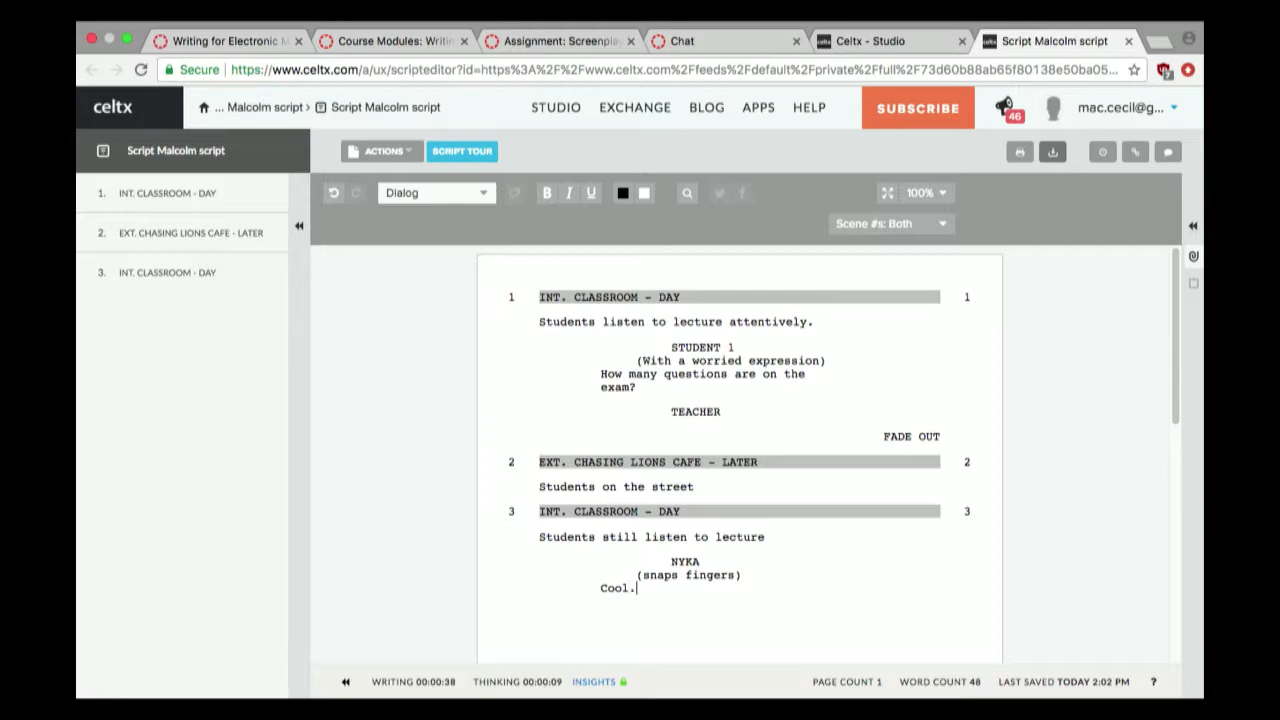 Writing for Electronic M
Course Modules: Writin
Assignment: Screenpla
Chat
Celtx - Studio
Script Malcolm script
Secure
https://www.celtx.com/a/ux/scripteditor?id=https%3A%2F%2Fwww.celtx.com%2Ffeeds%2Fdefault%2Fprivate%2Ffull%2F73d60b88ab65f80138e50ba05...
celtx
... Malcolm script > Script Malcolm script
STUDIO
EXCHANGE
BLOG
APPS
HELP
SUBSCRIBE
46
mac.cecil@g...
Script Malcolm script
ACTIONS
SCRIPT TOUR
1. INT. CLASSROOM - DAY
2. EXT. CHASING LIONS CAFE - LATER
3. INT. CLASSROOM - DAY
Dialog
B I U
100%
Scene #s: Both
1 INT. CLASSROOM - DAY 1
Students listen to lecture attentively.
STUDENT 1
(With a worried expression)
How many questions are on the
exam?
TEACHER
FADE OUT
2 EXT. CHASING LIONS CAFE - LATER 2
Students on the street
3 INT. CLASSROOM - DAY 3
Students still listen to lecture
NYKA
(snaps fingers)
Cool.
WRITING 00:00:38
THINKING 00:00:09
INSIGHTS
PAGE COUNT 1
WORD COUNT 48
LAST SAVED TODAY 2:02 PM
?